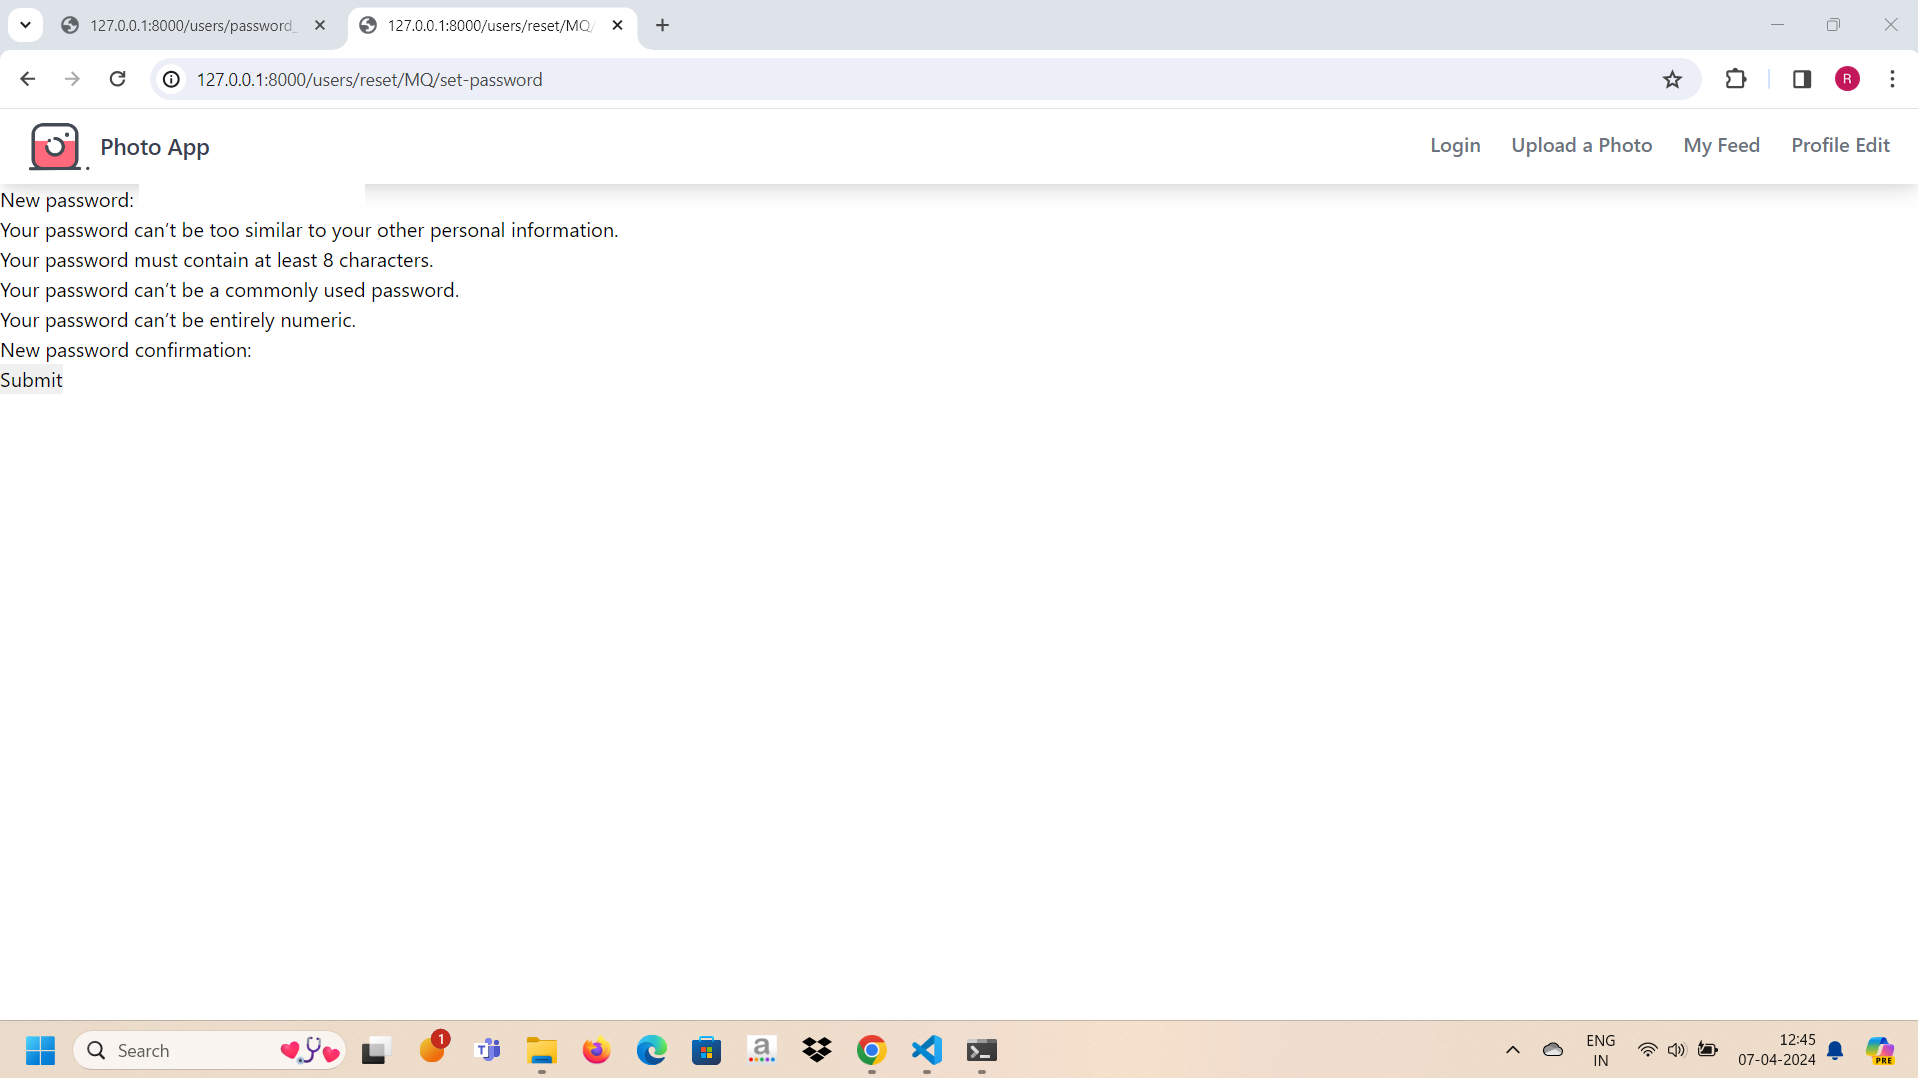 127.0.0.1:8000/users/password_
127.0.0.1:8000/users/reset/MQ/
127.0.0.1:8000/users/reset/MQ/set-password
R
Photo App
Login
Upload a Photo
My Feed
Profile Edit
New password:
Your password can’t be too similar to your other personal information.
Your password must contain at least 8 characters.
Your password can’t be a commonly used password.
Your password can’t be entirely numeric.
New password confirmation:
Submit
Search
1
T
a
ENG
IN
12:45
07-04-2024
PRE